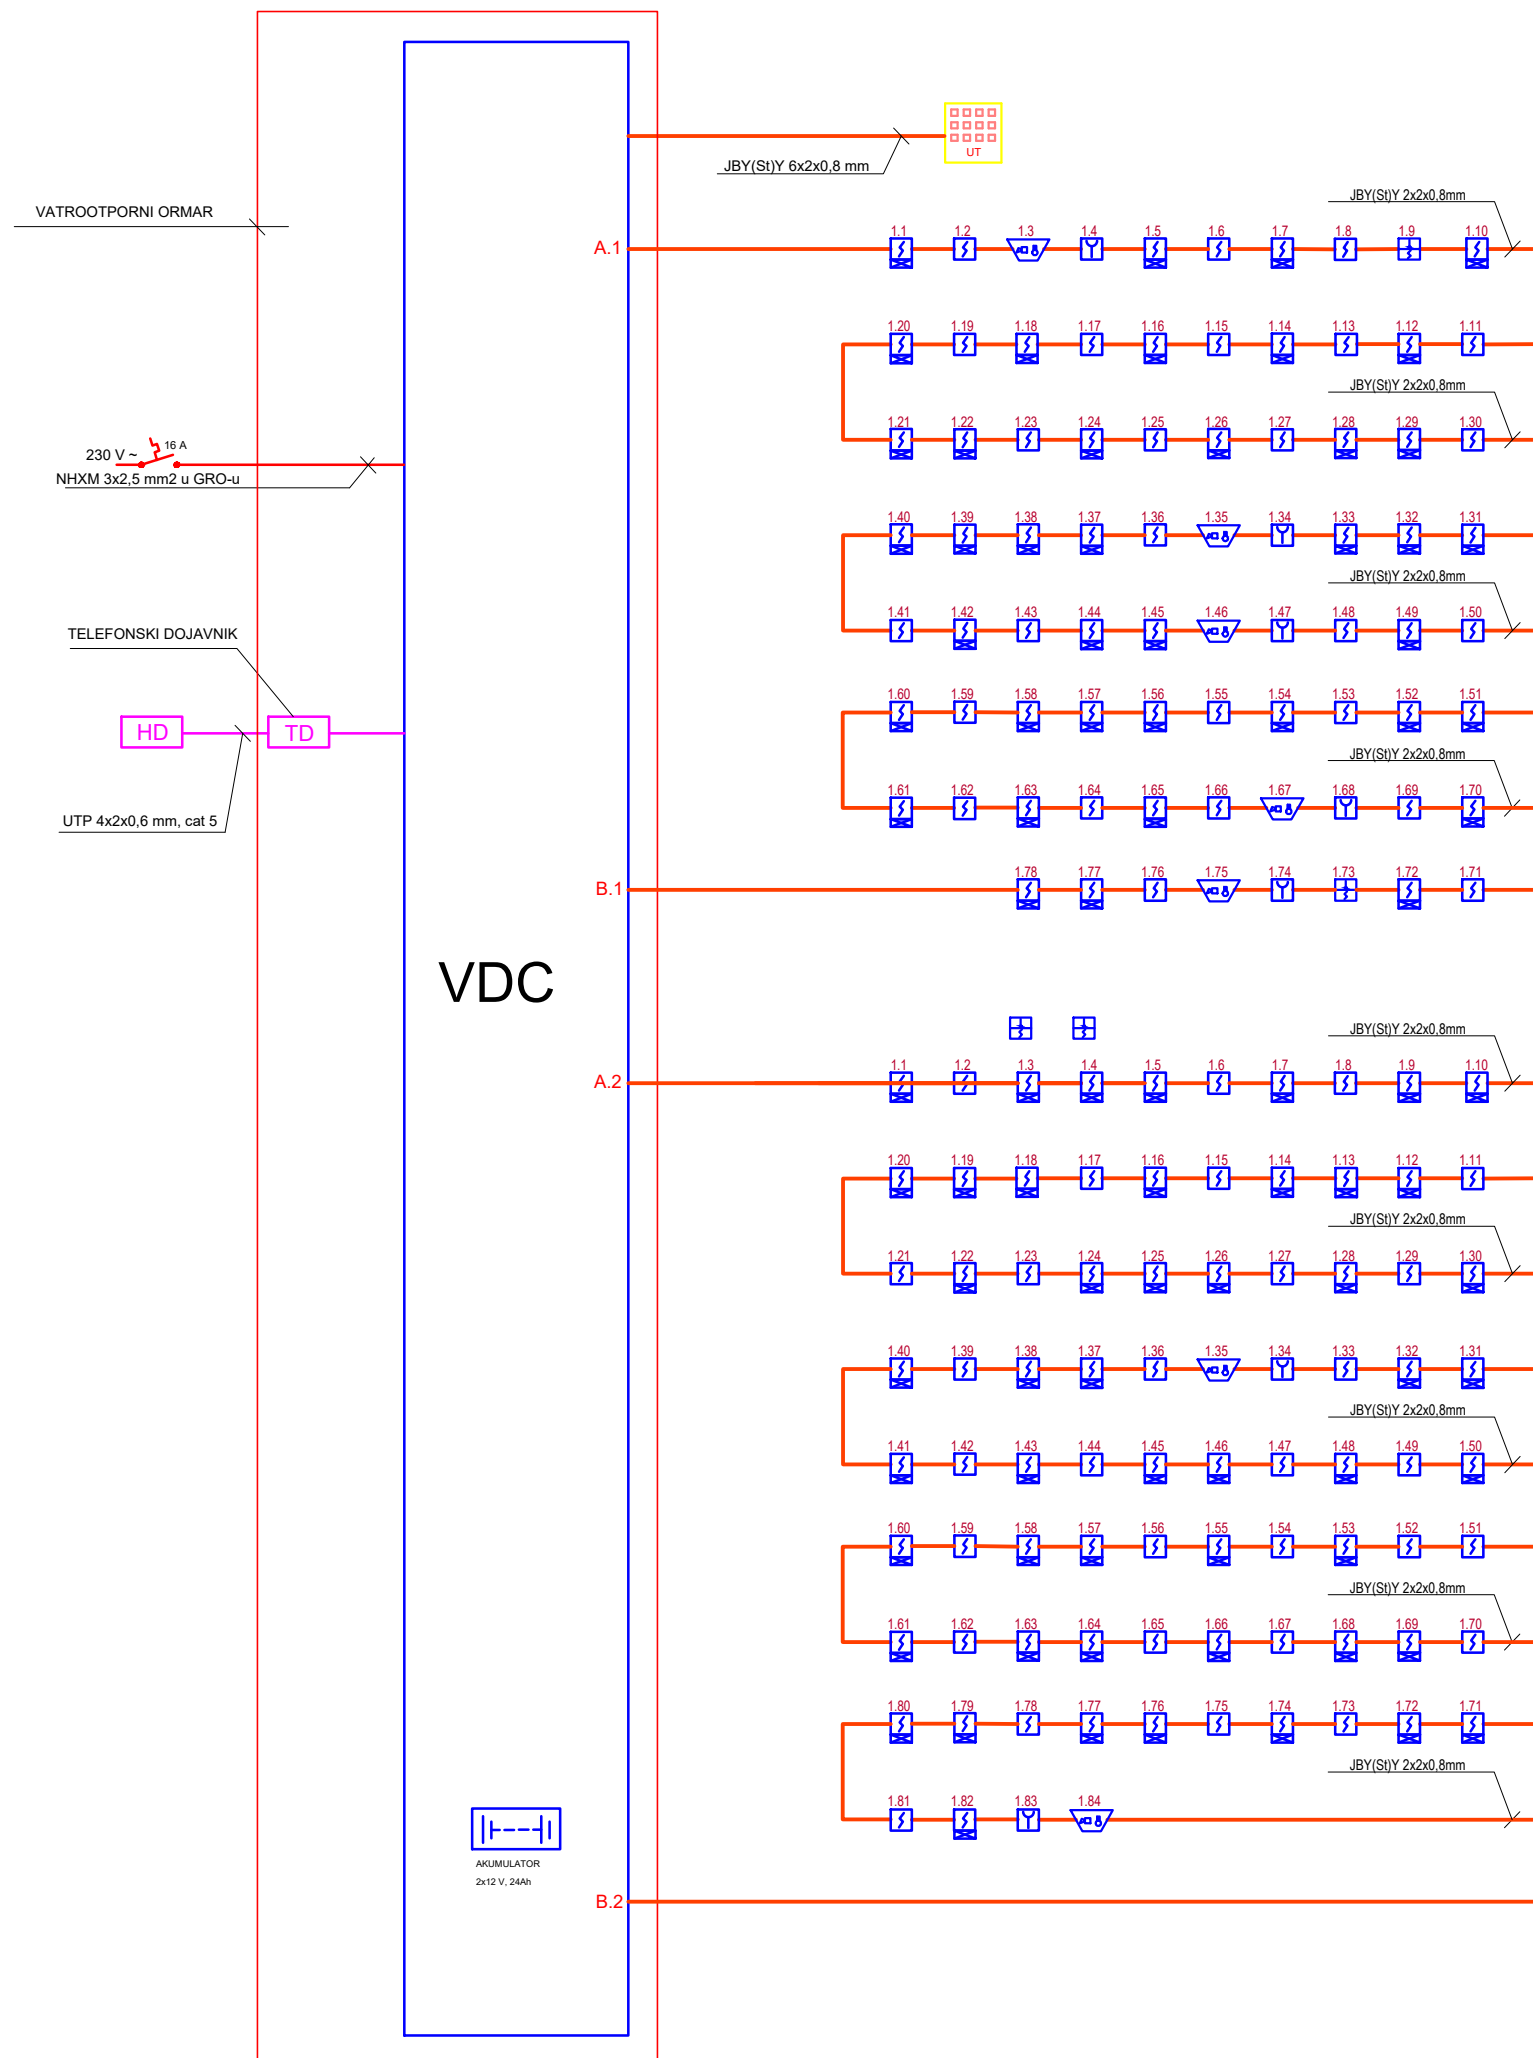 UT
JBY(St)Y 6x2x0,8 mm
JBY(St)Y 2x2x0,8mm
VATROOTPORNI ORMAR
A.1
1.1 1.2 1.3 1.4 1.5 1.6 1.7 1.8 1.9 1.10
1.20 1.19 1.18 1.17 1.16 1.15 1.14 1.13 1.12 1.11
JBY(St)Y 2x2x0,8mm
1.21 1.22 1.23 1.24 1.25 1.26 1.27 1.28 1.29 1.30
16 A
230 V ~
NHXM 3x2,5 mm2 u GRO-u
1.40 1.39 1.38 1.37 1.36 1.35 1.34 1.33 1.32 1.31
JBY(St)Y 2x2x0,8mm
1.41 1.42 1.43 1.44 1.45 1.46 1.47 1.48 1.49 1.50
TELEFONSKI DOJAVNIK
1.60 1.59 1.58 1.57 1.56 1.55 1.54 1.53 1.52 1.51
HD TD
JBY(St)Y 2x2x0,8mm
1.61 1.62 1.63 1.64 1.65 1.66 1.67 1.68 1.69 1.70
UTP 4x2x0,6 mm, cat 5
B.1
1.78 1.77 1.76 1.75 1.74 1.73 1.72 1.71
VDC
JBY(St)Y 2x2x0,8mm
A.2
1.1 1.2 1.3 1.4 1.5 1.6 1.7 1.8 1.9 1.10
1.20 1.19 1.18 1.17 1.16 1.15 1.14 1.13 1.12 1.11
JBY(St)Y 2x2x0,8mm
1.21 1.22 1.23 1.24 1.25 1.26 1.27 1.28 1.29 1.30
1.40 1.39 1.38 1.37 1.36 1.35 1.34 1.33 1.32 1.31
JBY(St)Y 2x2x0,8mm
1.41 1.42 1.43 1.44 1.45 1.46 1.47 1.48 1.49 1.50
1.60 1.59 1.58 1.57 1.56 1.55 1.54 1.53 1.52 1.51
JBY(St)Y 2x2x0,8mm
1.61 1.62 1.63 1.64 1.65 1.66 1.67 1.68 1.69 1.70
1.80 1.79 1.78 1.77 1.76 1.75 1.74 1.73 1.72 1.71
JBY(St)Y 2x2x0,8mm
1.81 1.82 1.83 1.84
AKUMULATOR
2x12 V, 24Ah
B.2